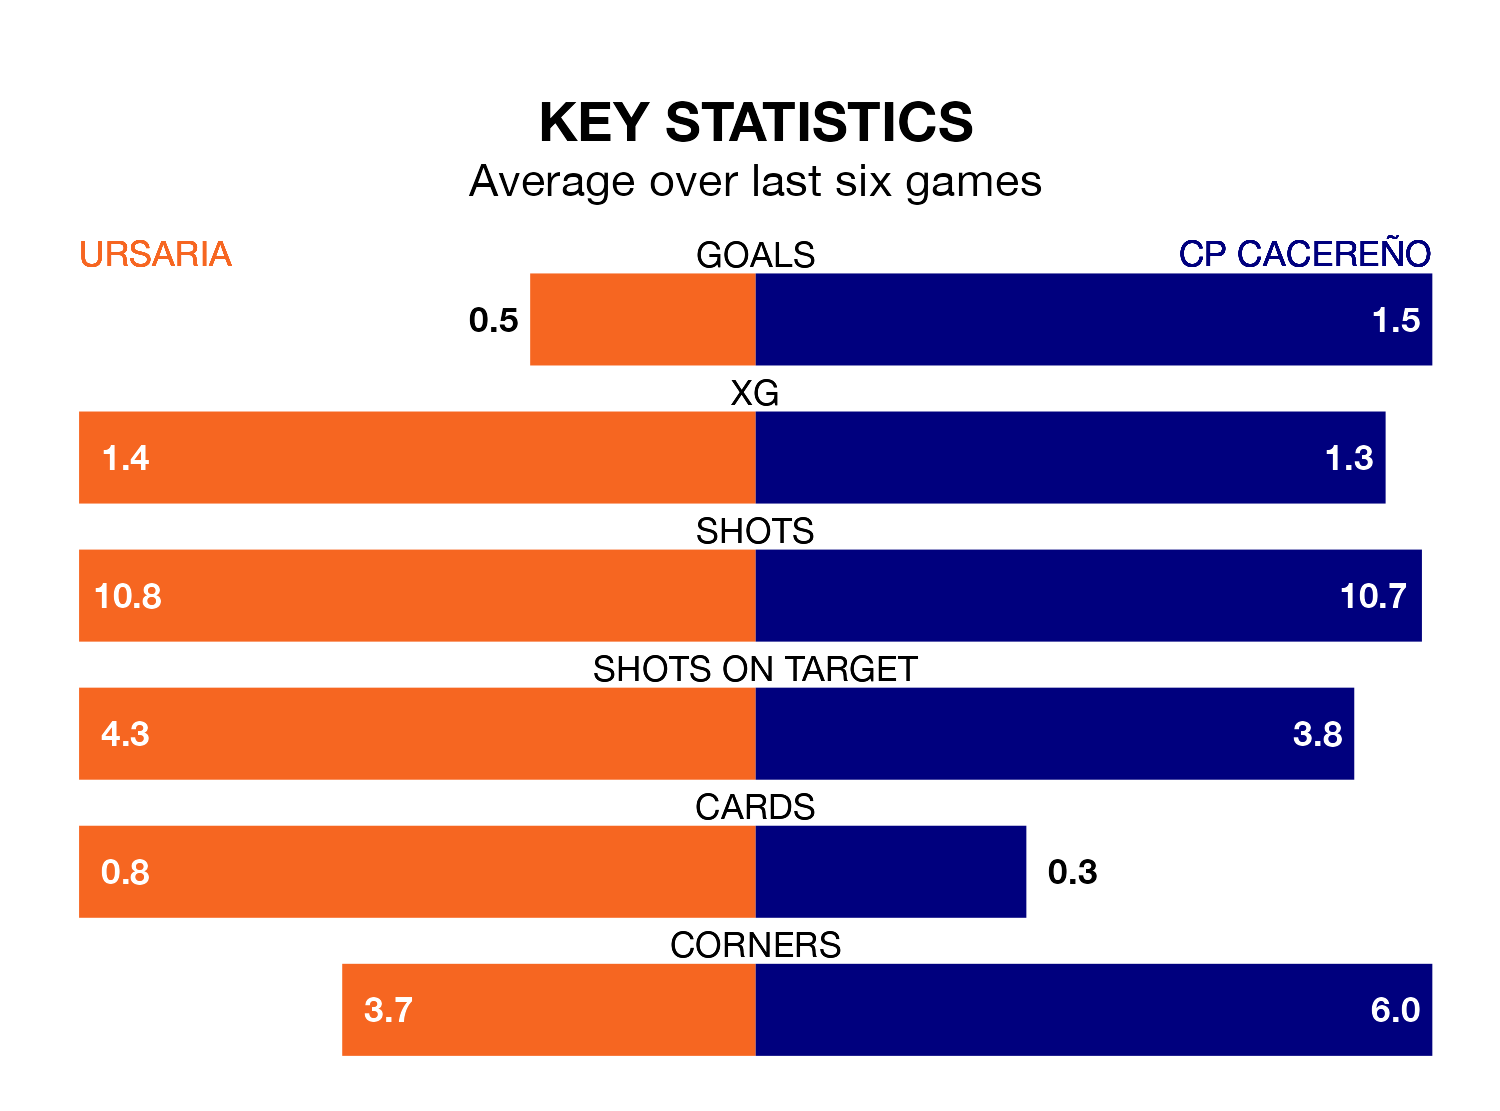 KEY STATISTICS
Average over last six games
URSARIA GOALS CP CACEREÑO
0.5 1.5
XG
1.4 1.3
SHOTS
10.8 10.7
SHOTS ON TARGET
4.3 3.8
CARDS
0.8 0.3
CORNERS
3.7 6.0